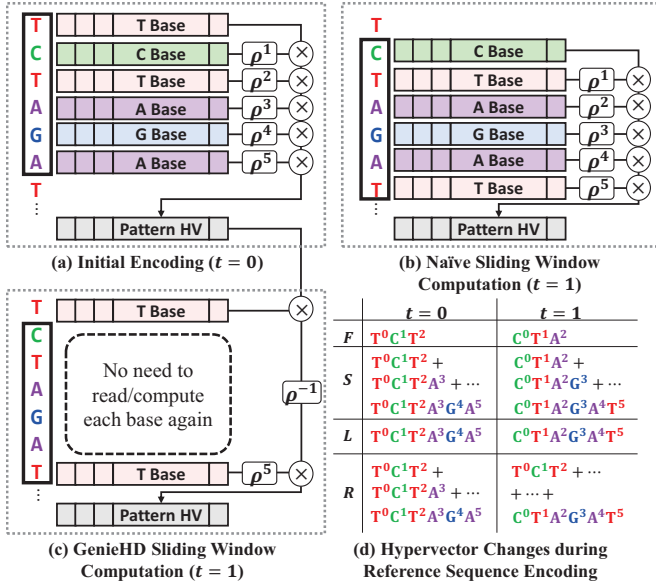 T
T Base
C
C Base ρ¹
T
T Base ρ²
A
A Base ρ³
G
G Base ρ⁴
A
A Base ρ⁵
T
⋮
Pattern HV
(a) Initial Encoding (t = 0)
T
C
C Base
T
T Base ρ¹
A
A Base ρ²
G
G Base ρ³
A
A Base ρ⁴
T
T Base ρ⁵
⋮
Pattern HV
(b) Naïve Sliding Window
Computation (t = 1)
T
T Base
C
T
A
G
A
T
⋮
No need to
read/compute
each base again
ρ⁻¹
T Base ρ⁵
Pattern HV
(c) GenieHD Sliding Window
Computation (t = 1)
t = 0 t = 1
F T⁰C¹T² C⁰T¹A²
S T⁰C¹T² + C⁰T¹A² +
T⁰C¹T²A³ + ⋯ C⁰T¹A²G³ + ⋯
T⁰C¹T²A³G⁴A⁵ C⁰T¹A²G³A⁴T⁵
L T⁰C¹T²A³G⁴A⁵ C⁰T¹A²G³A⁴T⁵
R T⁰C¹T² + T⁰C¹T² + ⋯
T⁰C¹T²A³ + ⋯ + ⋯ +
T⁰C¹T²A³G⁴A⁵ C⁰T¹A²G³A⁴T⁵
(d) Hypervector Changes during
Reference Sequence Encoding